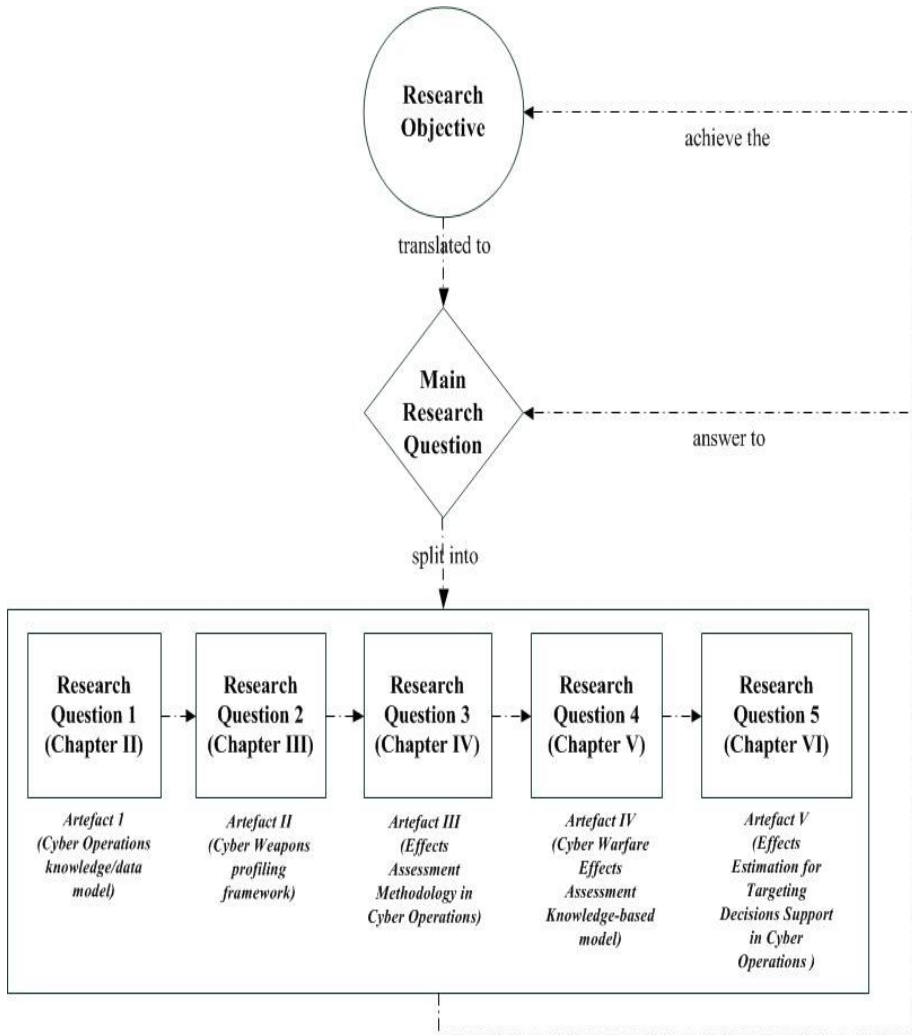 Research
Objective
achieve the
translated to
Main
Research
Question
answer to
split into
Research
Question 1
(Chapter II)
Research
Question 2
(Chapter III)
Research
Question 3
(Chapter IV)
Research
Question 4
(Chapter V)
Research
Question 5
(Chapter VI)
Artefact 1
(Cyber Operations
knowledge/data
model)
Artefact II
(Cyber Weapons
profiling
framework)
Artefact III
(Effects
Assessment
Methodology in
Cyber Operations)
Artefact IV
(Cyber Warfare
Effects
Assessment
Knowledge-based
model)
Artefact V
(Effects
Estimation for
Targeting
Decisions Support
in Cyber
Operations )